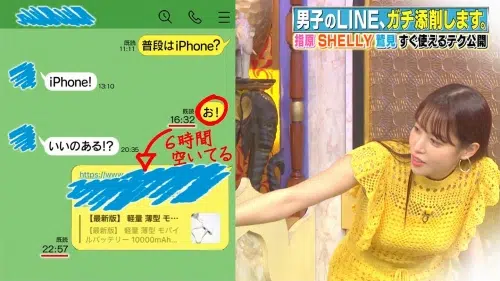 男子のLINE、ガチ添削します。
指原 SHELLY 鷲見 すぐ使えるテク公開
既読
11:11
普段はiPhone?
iPhone!
13:10
既読
16:32
お!
6時間
空いてる
いいのある!?
20:35
https://www.
【最新版】 軽量 薄型 モ…
【最新版】 軽量 薄型 モバイ
ルバッテリー 10000mAh…
既読
22:57